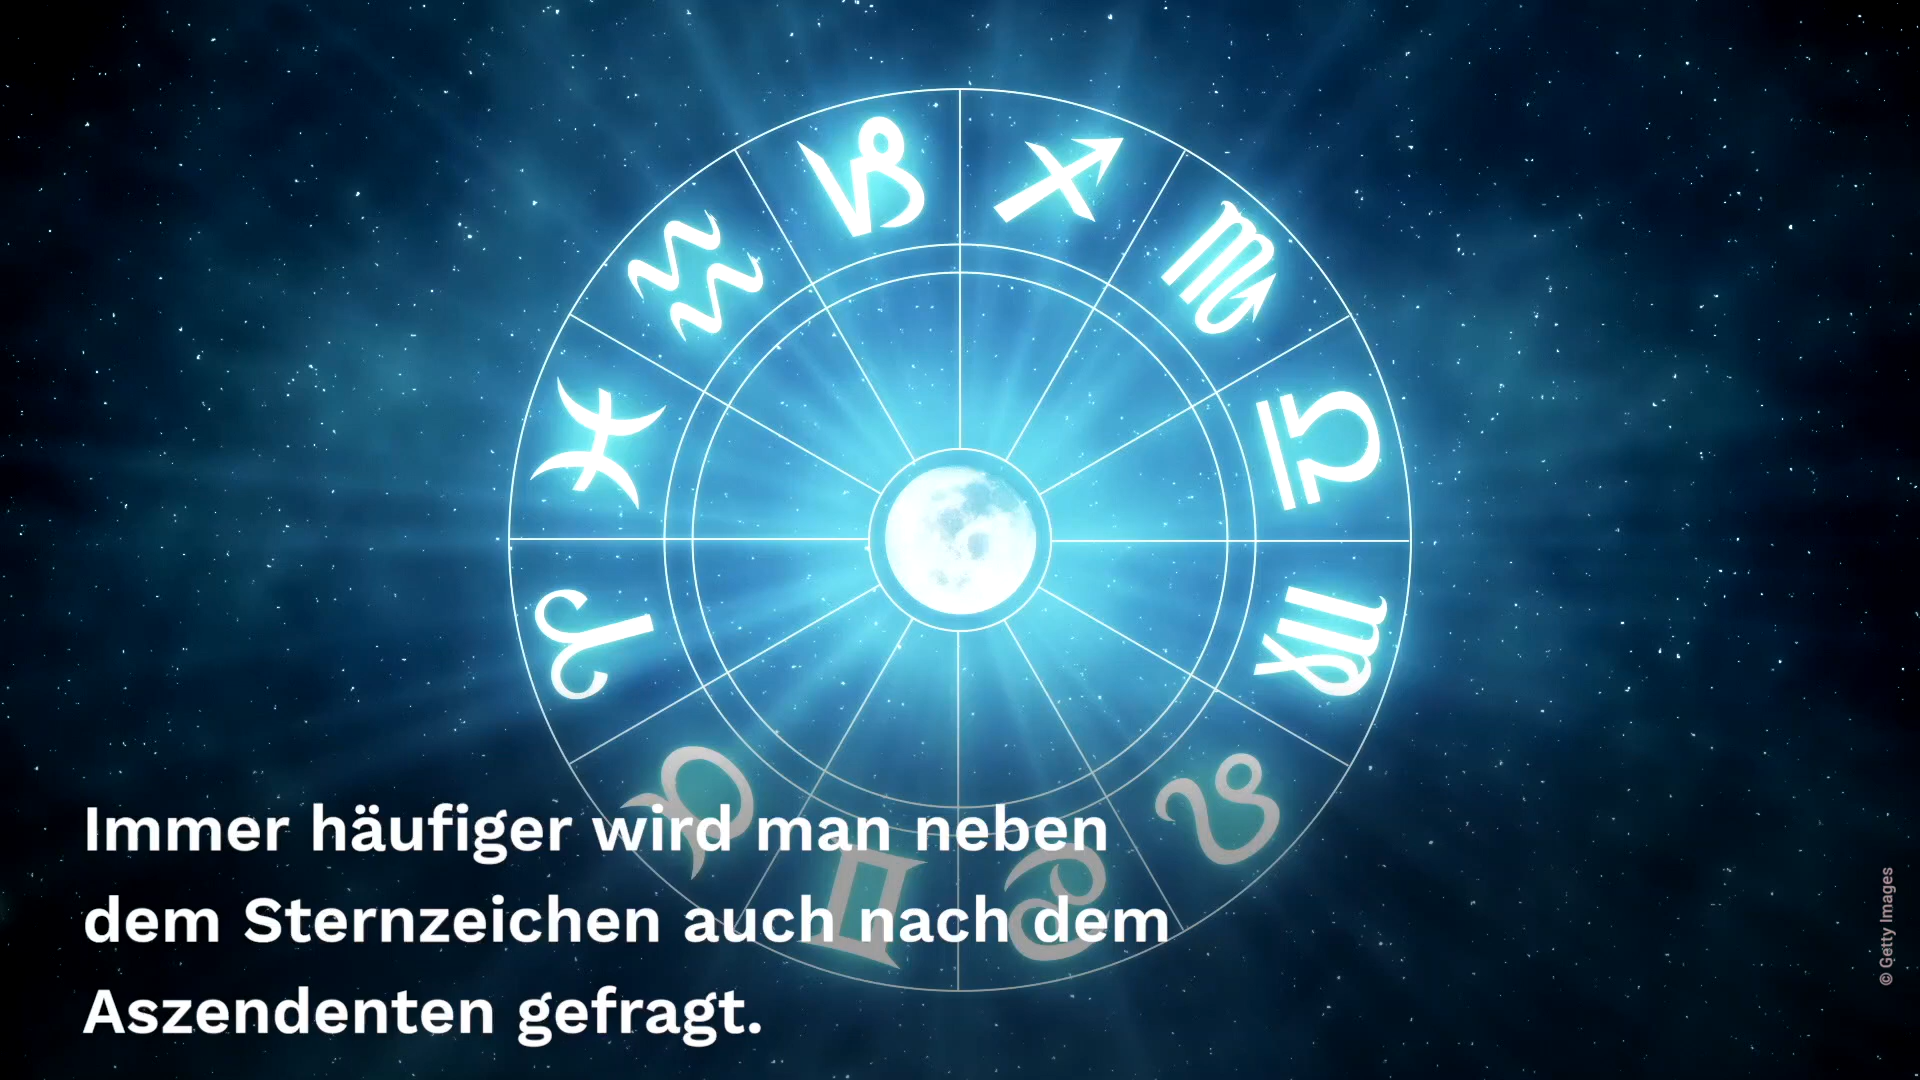 Immer häufiger wird man neben
dem Sternzeichen auch nach dem
Aszendenten gefragt.
© Getty Images